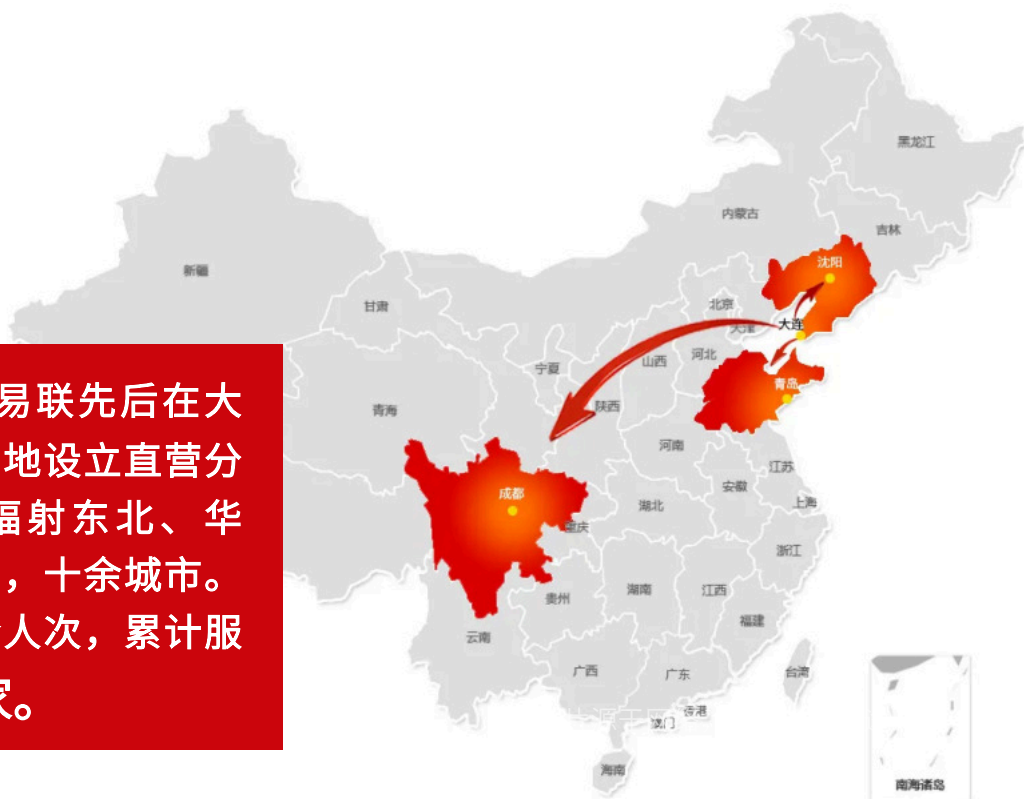 黑龙江
内蒙古
吉林
沈阳
新疆
北京
甘肃
大连
天津
河北
山西
宁夏
青岛
易联先后在大
青海
陕西
地设立直营分
河南
江苏
成都
安徽
辐射东北、华
湖北
上海
重庆
浙江
，十余城市。
湖南
江西
贵州
福建
人次，累计服
云南
广西
广东
台湾
家。
香港
澳门
海南
南海诸岛